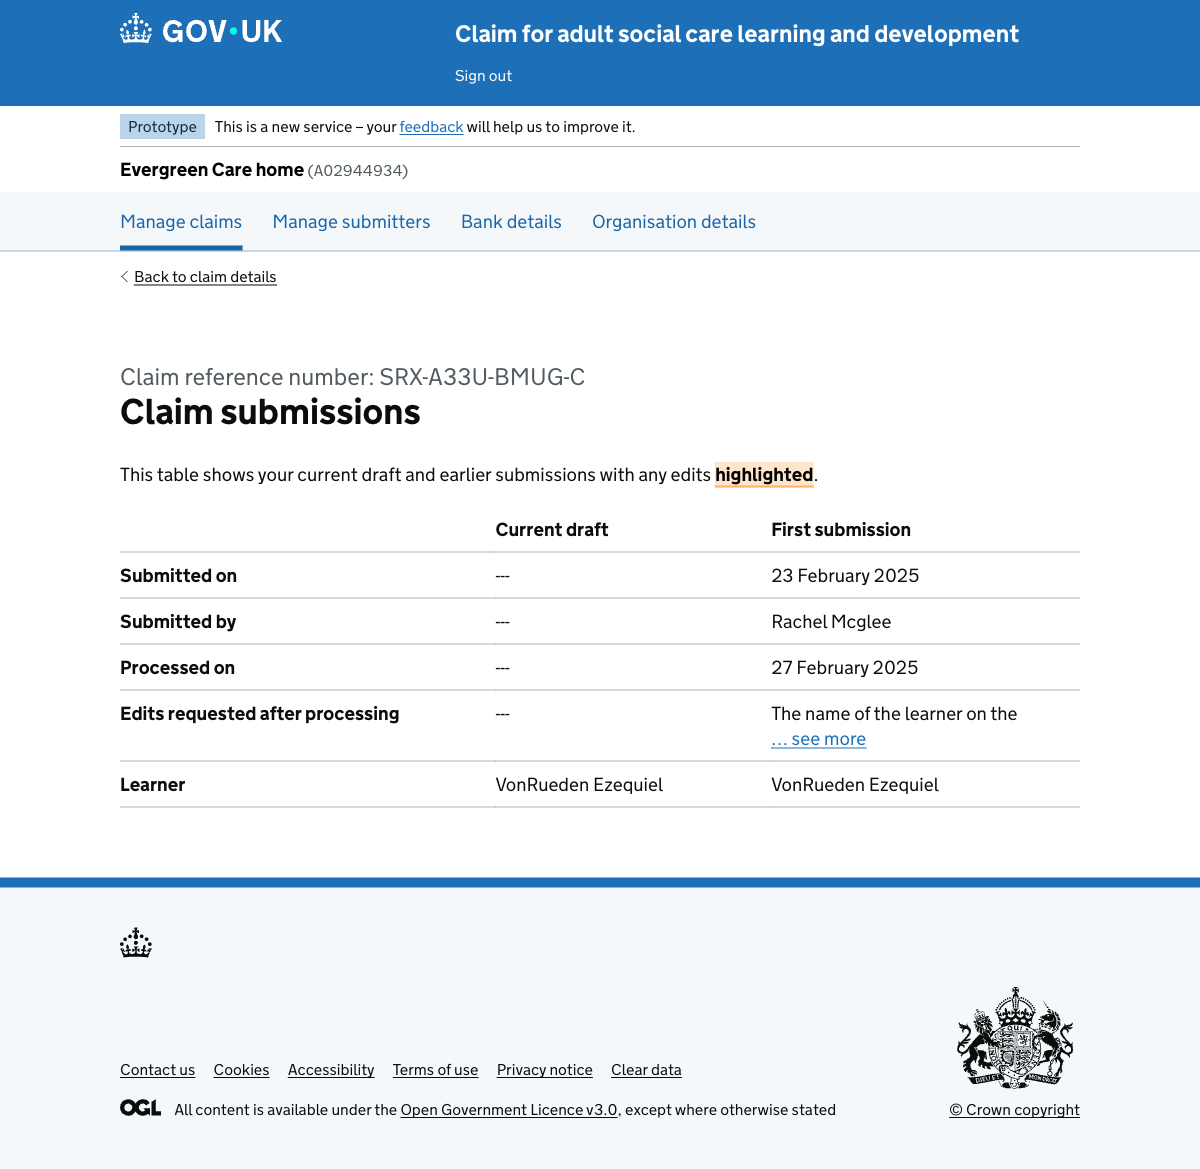 GOV·UK
Claim for adult social care learning and development
Sign out
Prototype This is a new service – your feedback will help us to improve it.
Evergreen Care home (A02944934)
Manage claims Manage submitters Bank details Organisation details
Back to claim details
Claim reference number: SRX-A33U-BMUG-C
Claim submissions
This table shows your current draft and earlier submissions with any edits highlighted.
Current draft First submission
Submitted on --- 23 February 2025
Submitted by --- Rachel Mcglee
Processed on --- 27 February 2025
Edits requested after processing --- The name of the learner on the
... see more
Learner VonRueden Ezequiel VonRueden Ezequiel
Contact us Cookies Accessibility Terms of use Privacy notice Clear data
OGL All content is available under the Open Government Licence v3.0, except where otherwise stated
© Crown copyright